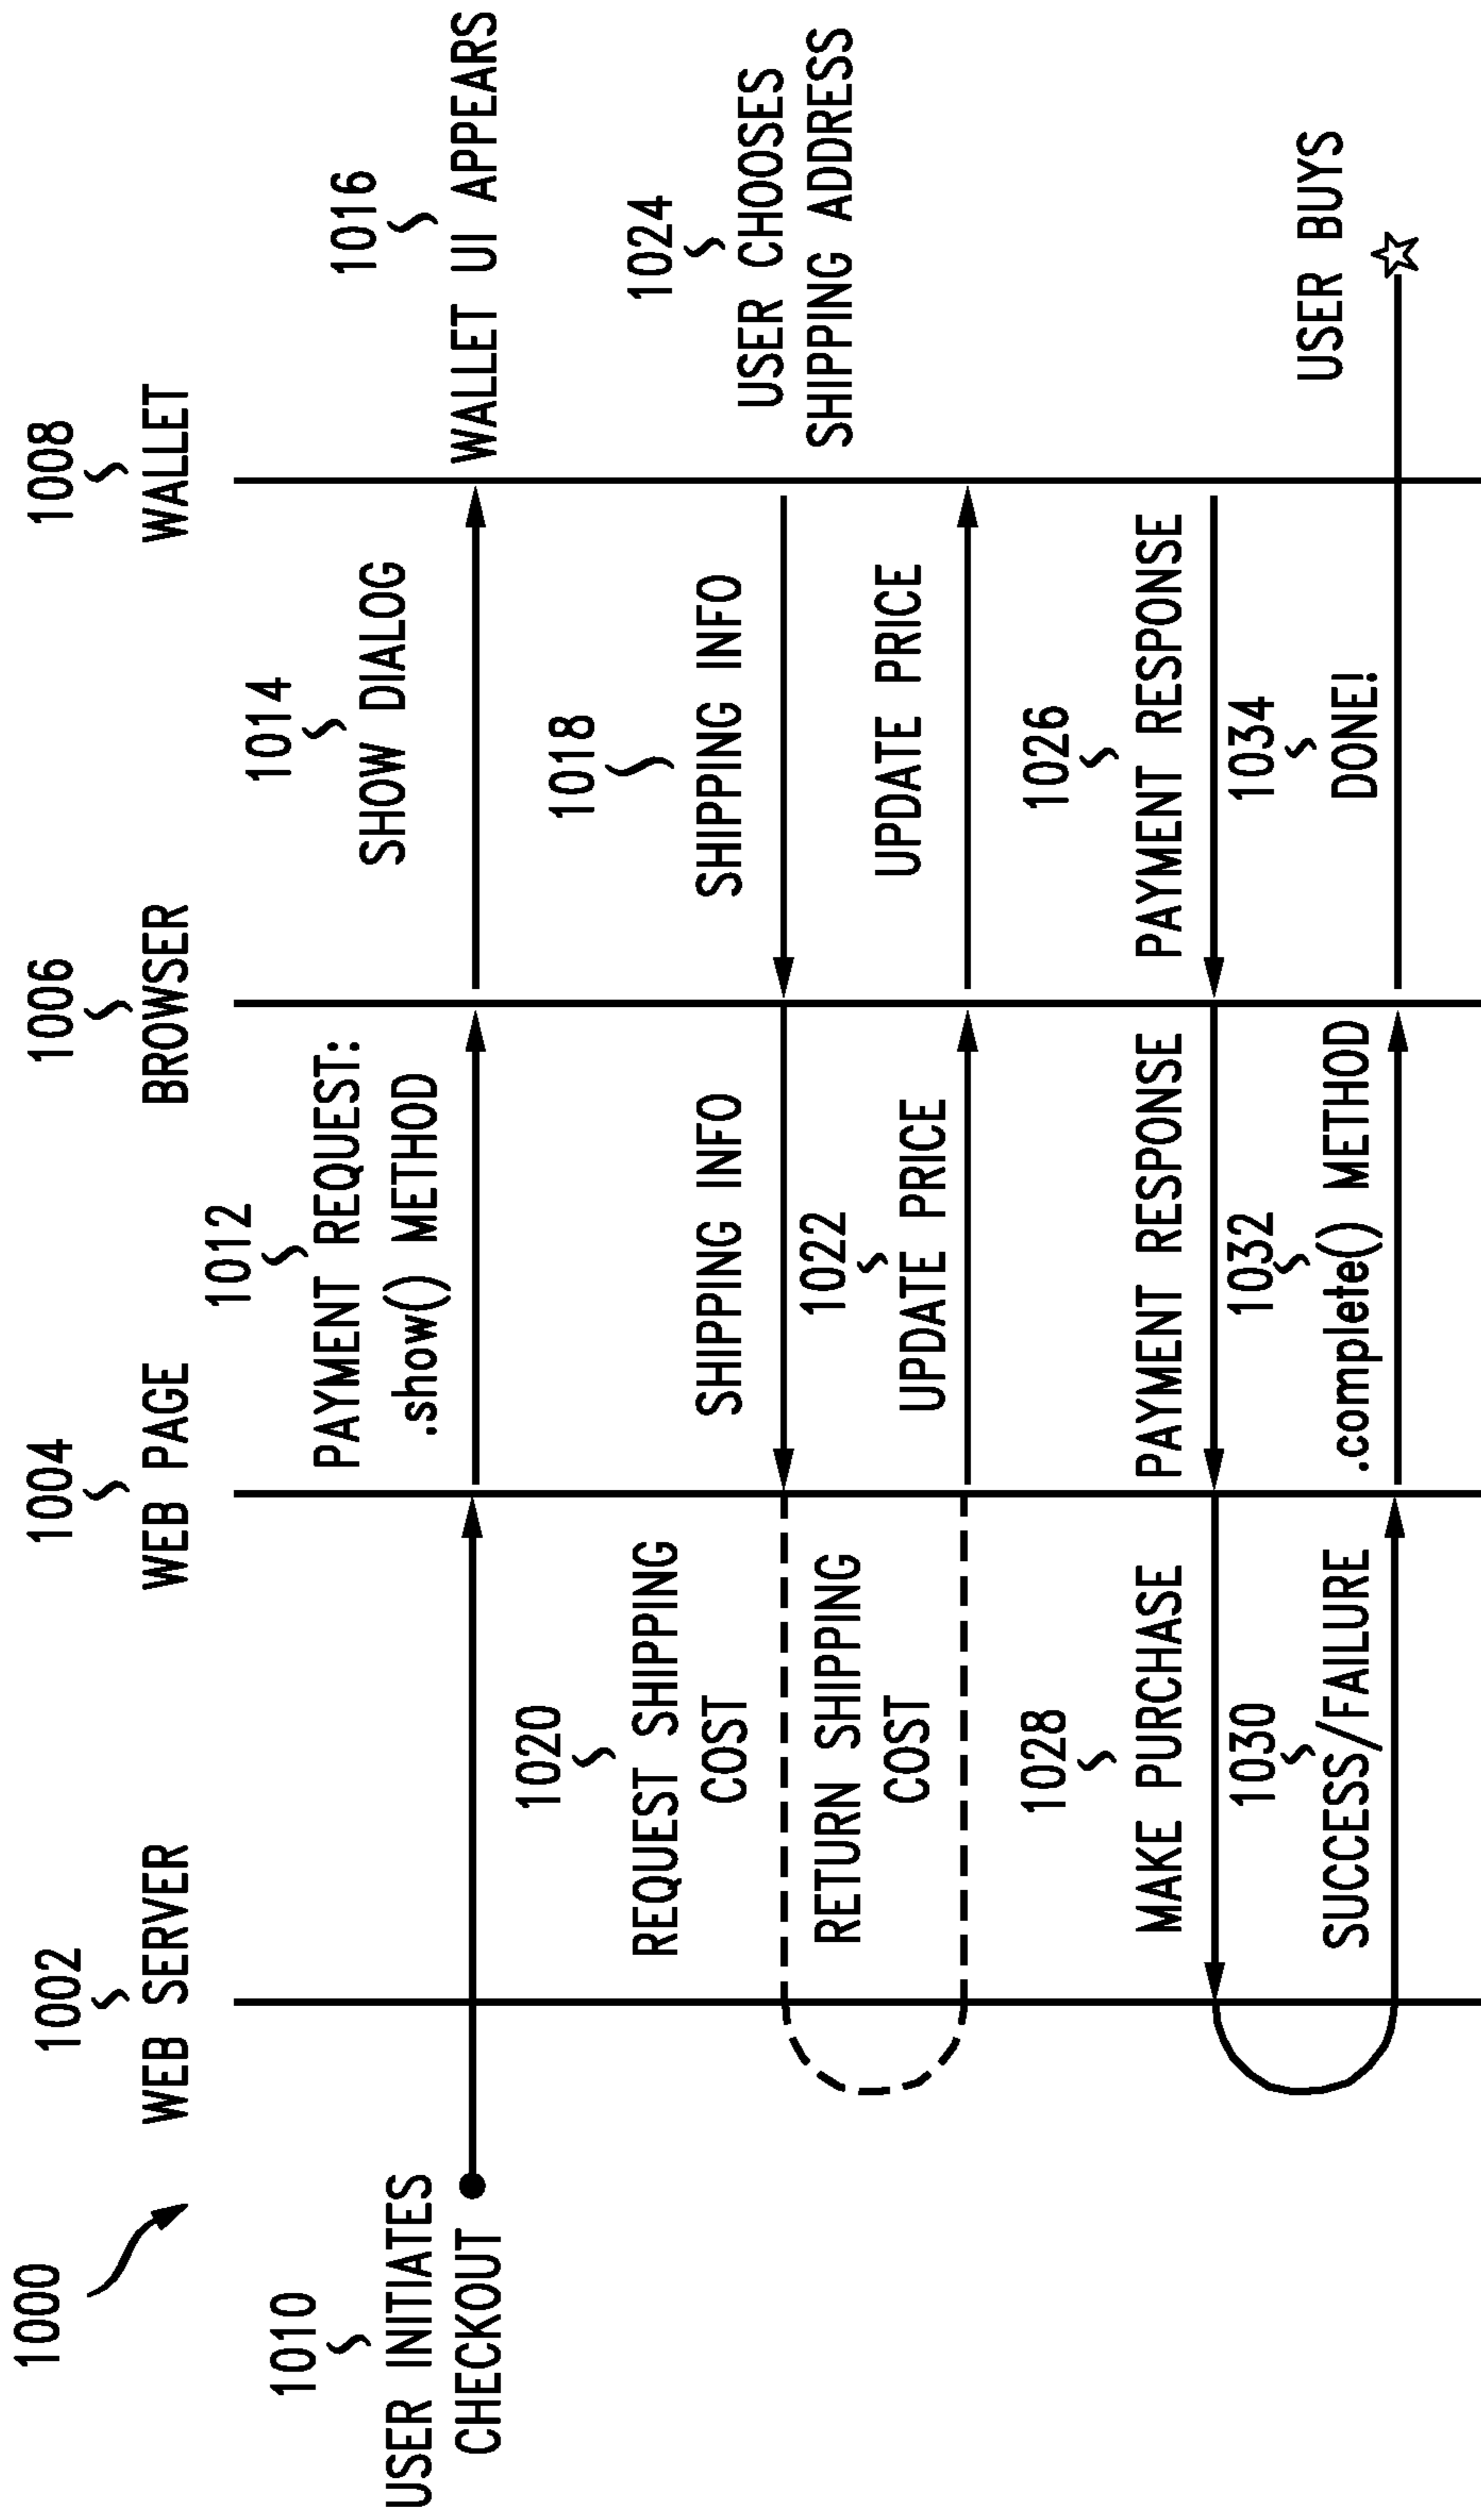 1000
1002
WEB SERVER
1004
WEB PAGE
1006
BROWSER
1008
WALLET
1010
USER INITIATES
CHECKOUT
1012
PAYMENT REQUEST:
.show() METHOD
1014
SHOW DIALOG
1016
WALLET UI APPEARS
1020
REQUEST SHIPPING
COST
SHIPPING INFO
1018
SHIPPING INFO
1024
USER CHOOSES
SHIPPING ADDRESS
RETURN SHIPPING
COST
1022
UPDATE PRICE
UPDATE PRICE
1028
MAKE PURCHASE
PAYMENT RESPONSE
1026
PAYMENT RESPONSE
1030
SUCCESS/FAILURE
1032
.complete() METHOD
1034
DONE!
USER BUYS